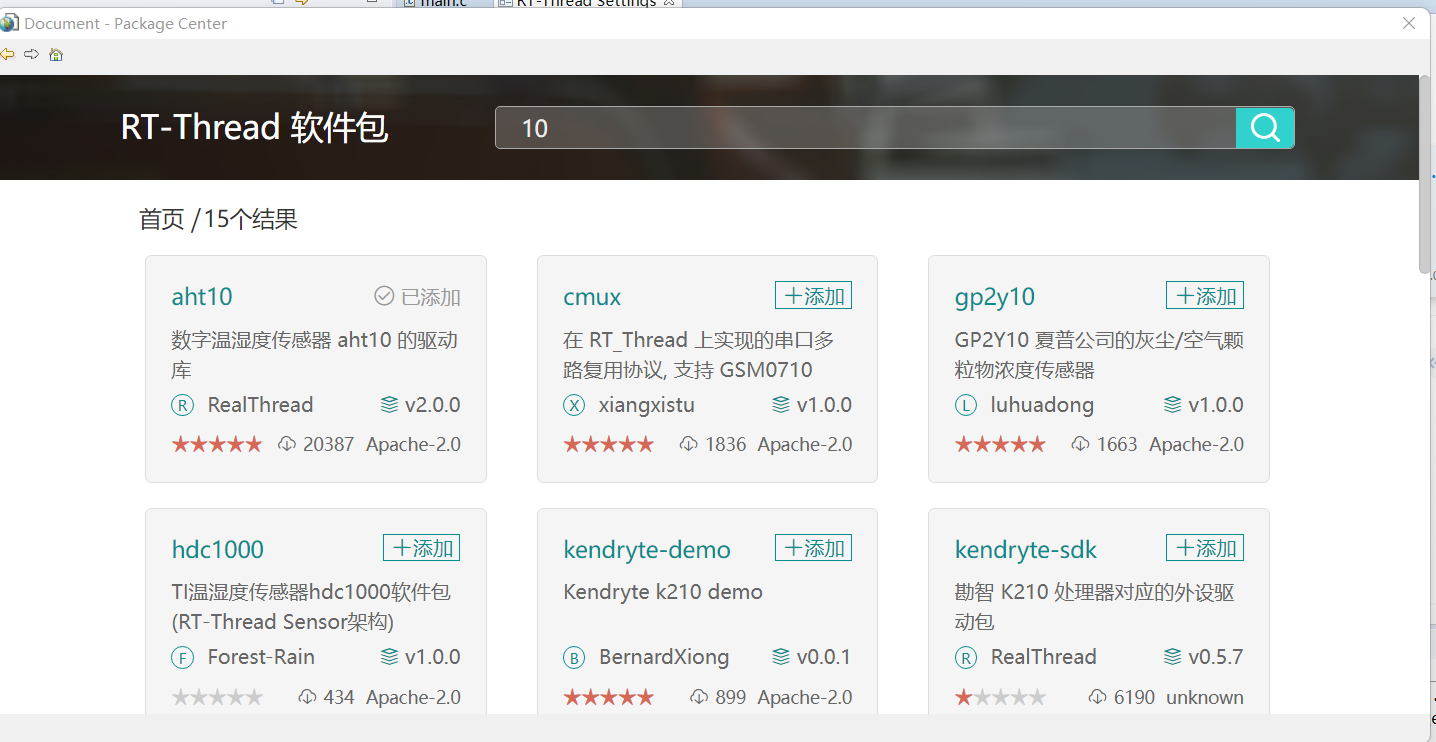 main.c
RT-Thread Settings
Document - Package Center
RT-Thread 软件包
10
首页 / 15个结果
aht10
已添加
数字温湿度传感器 aht10 的驱动
库
R RealThread v2.0.0
20387 Apache-2.0
cmux
添加
在 RT_Thread 上实现的串口多
路复用协议, 支持 GSM0710
X xiangxistu v1.0.0
1836 Apache-2.0
gp2y10
添加
GP2Y10 夏普公司的灰尘/空气颗
粒物浓度传感器
L luhuadong v1.0.0
1663 Apache-2.0
hdc1000
添加
TI温湿度传感器hdc1000软件包
(RT-Thread Sensor架构)
F Forest-Rain v1.0.0
434 Apache-2.0
kendryte-demo
添加
Kendryte k210 demo
B BernardXiong v0.0.1
899 Apache-2.0
kendryte-sdk
添加
勘智 K210 处理器对应的外设驱
动包
R RealThread v0.5.7
6190 unknown